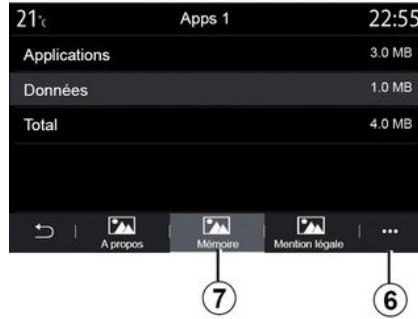 21°c Apps 1 22:55
Applications 3.0 MB
Données 1.0 MB
Total 4.0 MB
A propos Mémoire Mention légale
7 6